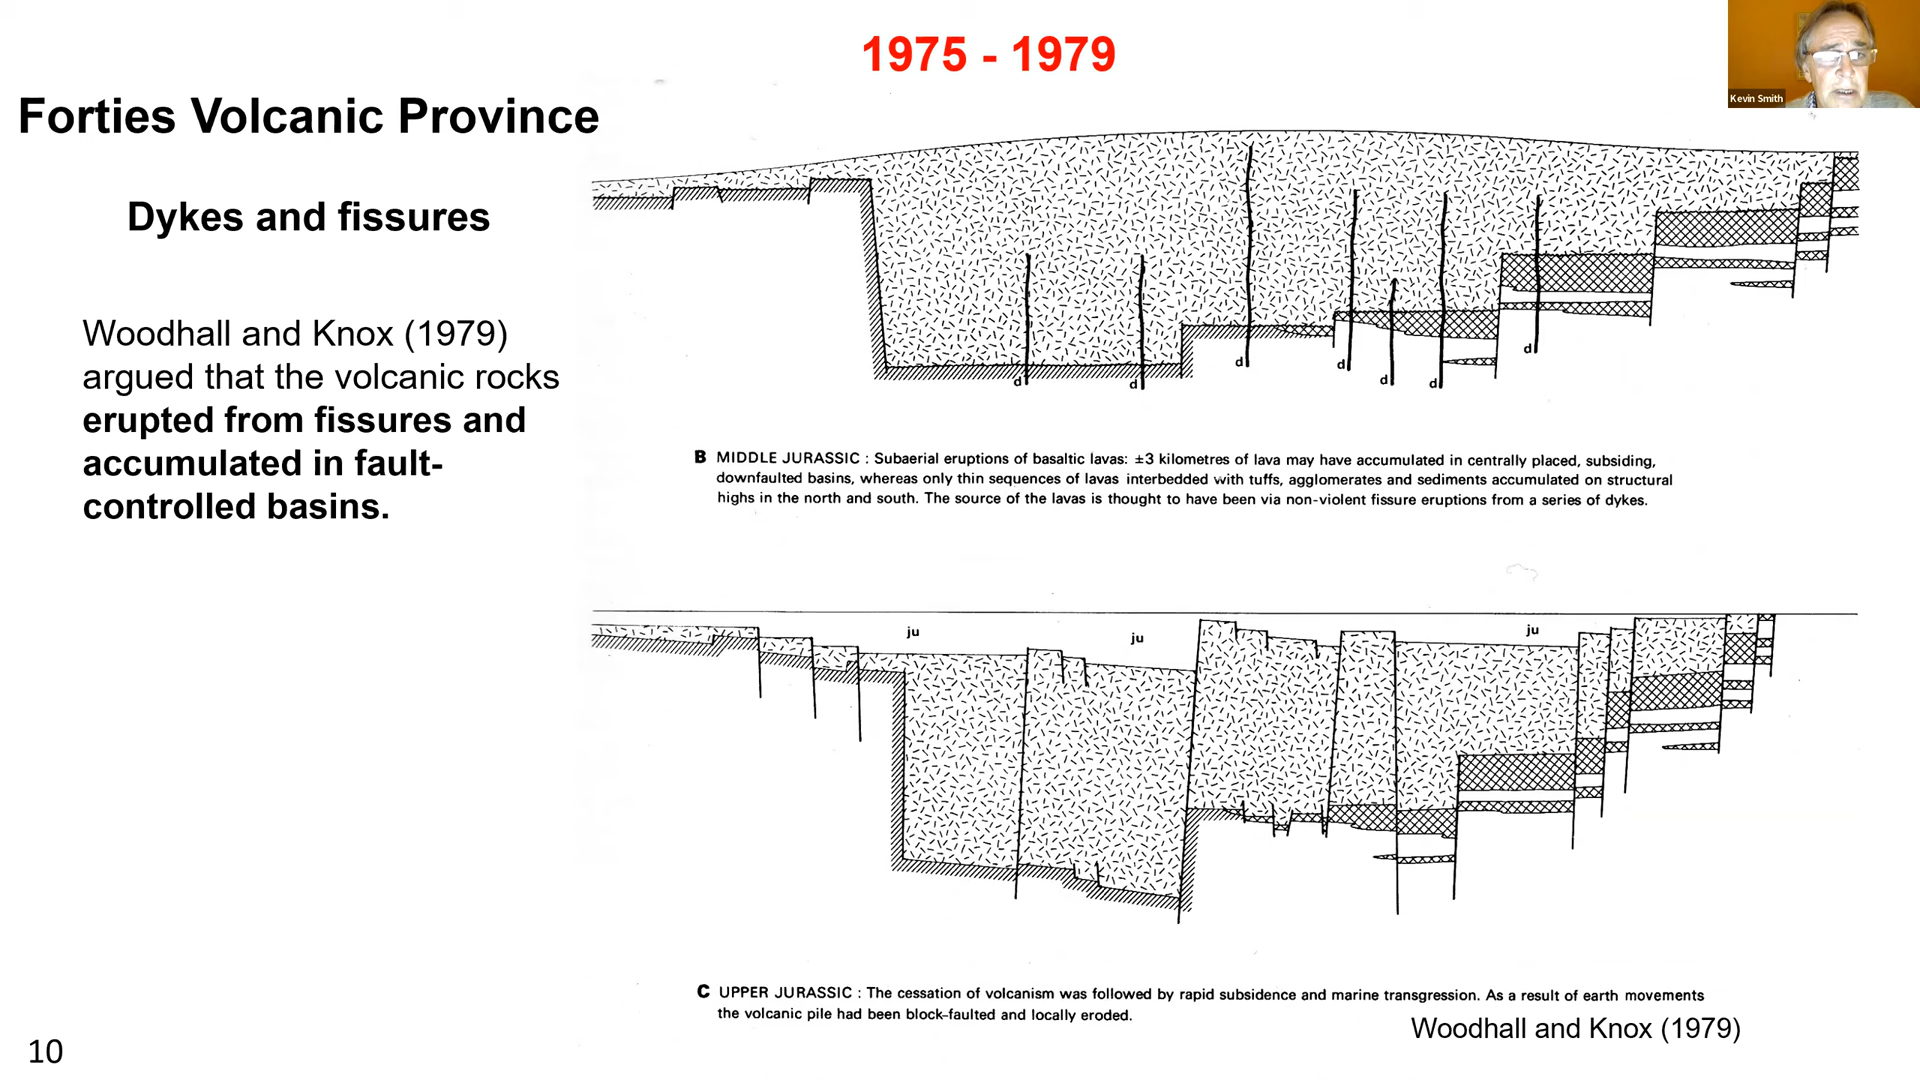 1975 - 1979
Kevin Smith
Forties Volcanic Province
Dykes and fissures
Woodhall and Knox (1979)
argued that the volcanic rocks
erupted from fissures and
accumulated in fault-
controlled basins.
d
d
d
d
d
d
d
B MIDDLE JURASSIC : Subaerial eruptions of basaltic lavas: ±3 kilometres of lava may have accumulated in centrally placed, subsiding,
downfaulted basins, whereas only thin sequences of lavas interbedded with tuffs, agglomerates and sediments accumulated on structural
highs in the north and south. The source of the lavas is thought to have been via non-violent fissure eruptions from a series of dykes.
ju
ju
ju
C UPPER JURASSIC : The cessation of volcanism was followed by rapid subsidence and marine transgression. As a result of earth movements
the volcanic pile had been block-faulted and locally eroded.
Woodhall and Knox (1979)
10